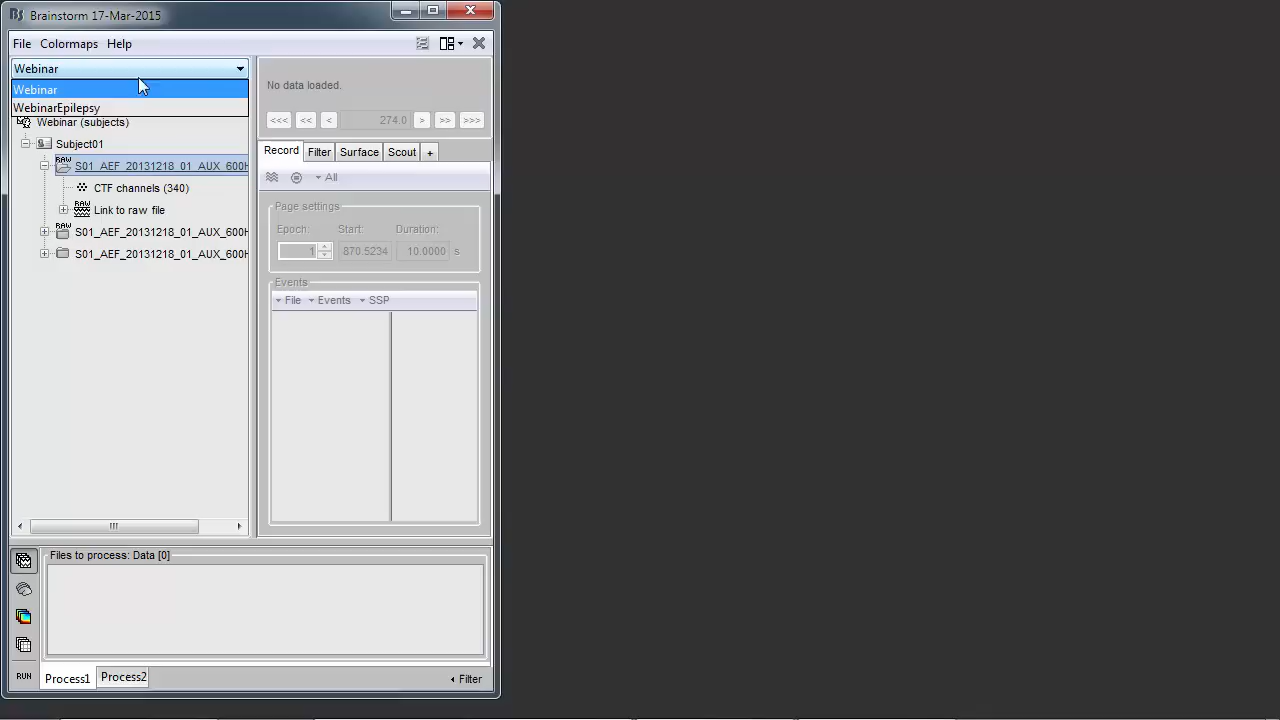 Brainstorm 17-Mar-2015
File Colormaps Help
Webinar
Webinar
WebinarEpilepsy
Webinar (subjects)
Subject01
RAW S01_AEF_20131218_01_AUX_600H
CTF channels (340)
RAW Link to raw file
RAW S01_AEF_20131218_01_AUX_600H
S01_AEF_20131218_01_AUX_600H
No data loaded.
<<< << < 274.0 > >> >>>
Record Filter Surface Scout +
All
Page settings
Epoch: Start: Duration:
1 870.5234 10.0000 s
Events
File Events SSP
Files to process: Data [0]
RUN
Process1 Process2
Filter